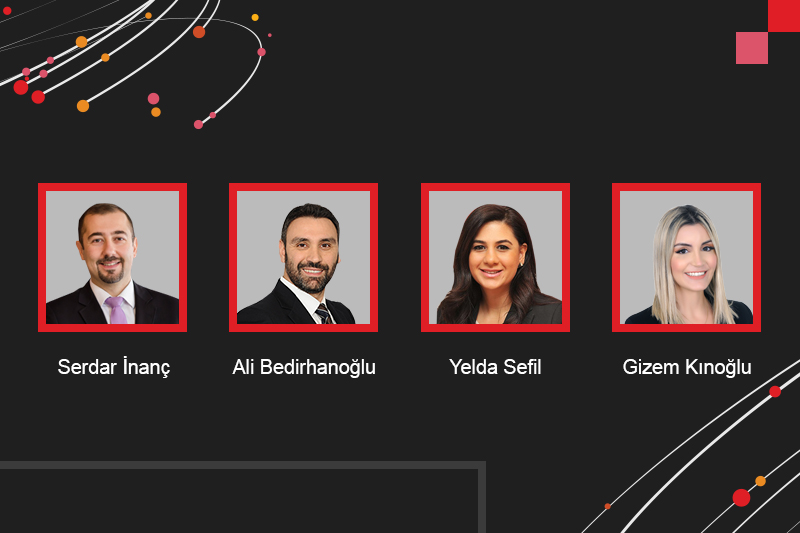 Serdar İnanç
Ali Bedirhanoğlu
Yelda Sefil
Gizem Kınoğlu